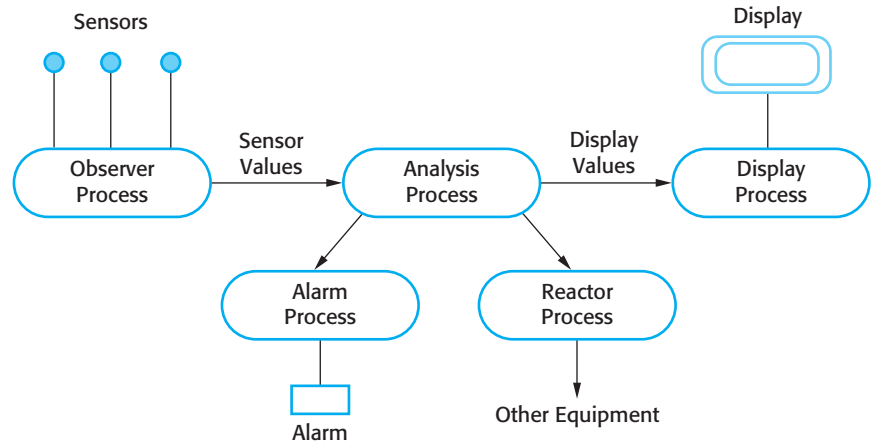 Sensors
Display
Sensor
Values
Display
Values
Observer
Process
Analysis
Process
Display
Process
Alarm
Process
Reactor
Process
Other Equipment
Alarm